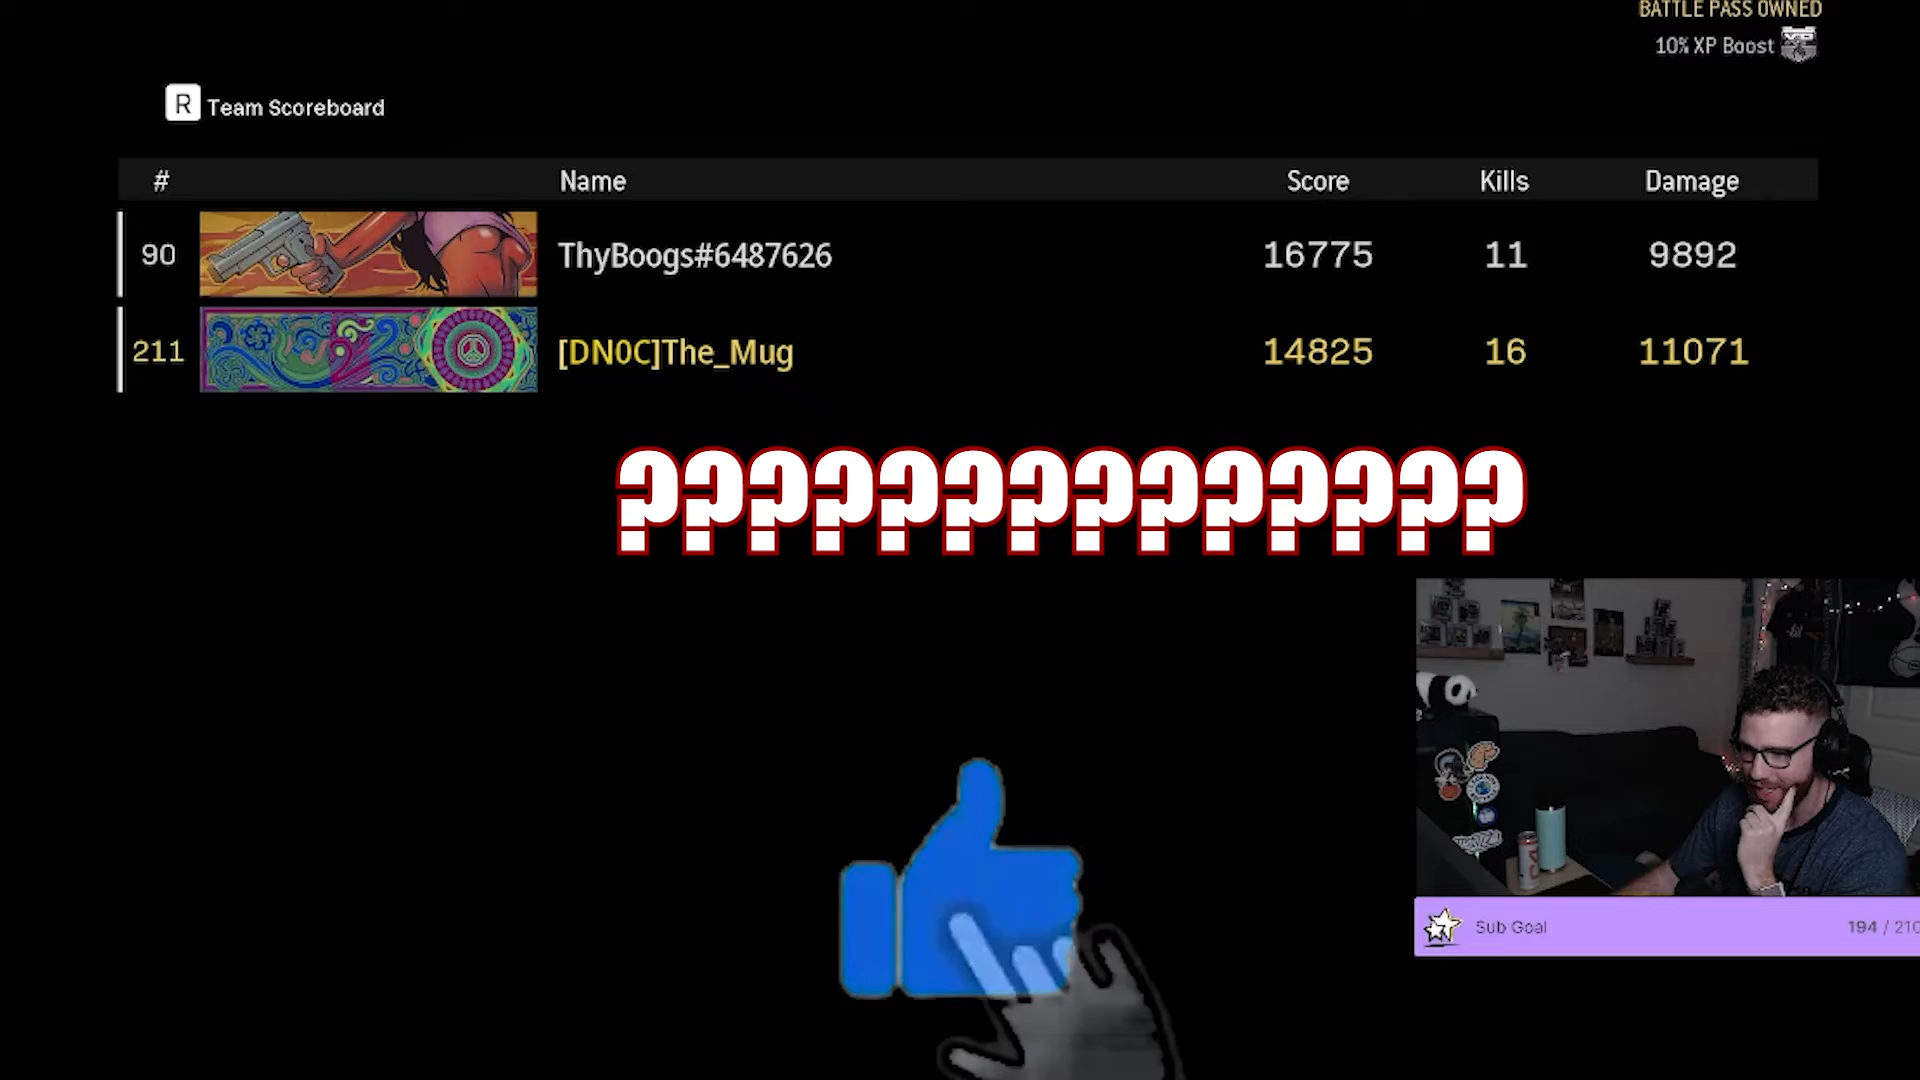 BATTLE PASS OWNED
10% XP Boost
R Team Scoreboard
# Name Score Kills Damage
90 ThyBoogs#6487626 16775 11 9892
211 [DN0C]The_Mug 14825 16 11071
??????????????
Sub Goal 194 / 210